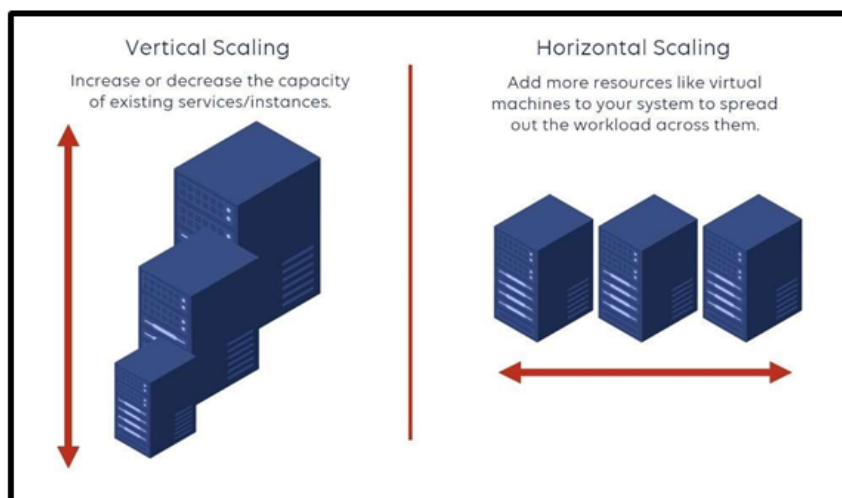 Vertical Scaling
Increase or decrease the capacity
of existing services/instances.
Horizontal Scaling
Add more resources like virtual
machines to your system to spread
out the workload across them.